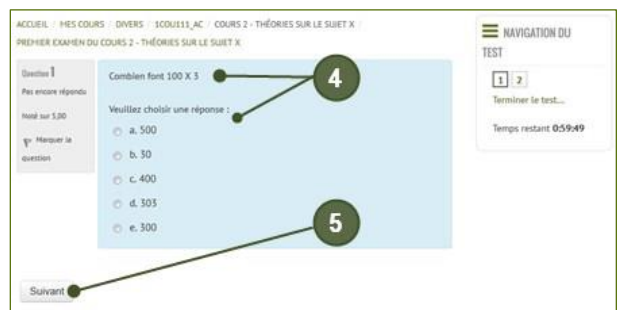 ACCUEIL / MES COURS / DIVERS / 1COU111_AC / COURS 2 - THÉORIES SUR LE SUJET X /
PREMIER EXAMEN DU COURS 2 - THÉORIES SUR LE SUJET X
Question 1
Pas encore répondu
Noté sur 5,00
Marquer la
question
Combien font 100 X 3
Veuillez choisir une réponse :
a. 500
b. 30
c. 400
d. 303
e. 300
4
5
Suivant
NAVIGATION DU
TEST
1 2
Terminer le test...
Temps restant 0:59:49